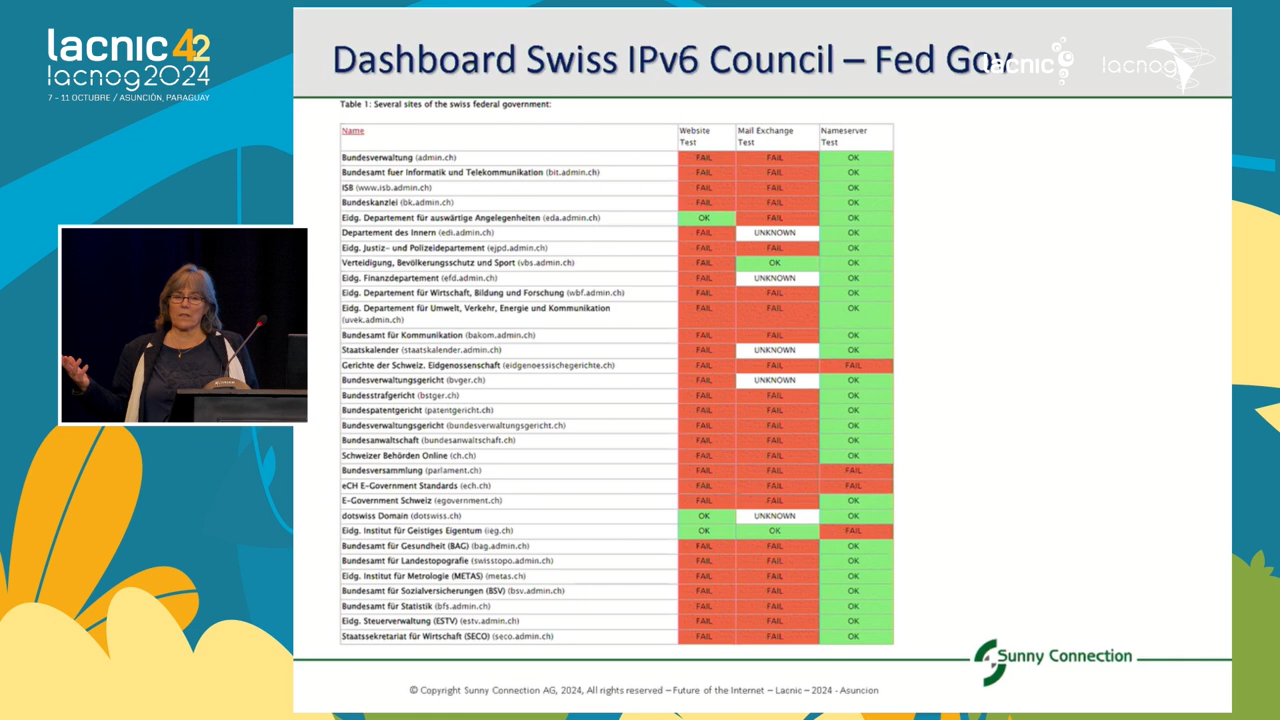 lacnic 42
lacnog2024
7 - 11 OCTUBRE / ASUNCIÓN, PARAGUAY
Dashboard Swiss IPv6 Council – Fed Gov
lacnic
lacnog
Table 1: Several sites of the swiss federal government:
Name Website Test Mail Exchange Test Nameserver Test
Bundesverwaltung (admin.ch) FAIL FAIL OK
Bundesamt fuer Informatik und Telekommunikation (bit.admin.ch) FAIL FAIL OK
ISB (www.isb.admin.ch) FAIL FAIL OK
Bundeskanzlei (bk.admin.ch) FAIL FAIL OK
Eidg. Departement für auswärtige Angelegenheiten (eda.admin.ch) OK FAIL OK
Departement des Innern (edi.admin.ch) FAIL UNKNOWN OK
Eidg. Justiz- und Polizeidepartement (ejpd.admin.ch) FAIL FAIL OK
Verteidigung, Bevölkerungsschutz und Sport (vbs.admin.ch) FAIL OK OK
Eidg. Finanzdepartement (efd.admin.ch) FAIL UNKNOWN OK
Eidg. Departement für Wirtschaft, Bildung und Forschung (wbf.admin.ch) FAIL FAIL OK
Eidg. Departement für Umwelt, Verkehr, Energie und Kommunikation FAIL FAIL OK
(uvek.admin.ch)
Bundesamt für Kommunikation (bakom.admin.ch) FAIL FAIL OK
Staatskalender (staatskalender.admin.ch) FAIL UNKNOWN OK
Gerichte der Schweiz. Eidgenossenschaft (eidgenoessischegerichte.ch) FAIL FAIL FAIL
Bundesverwaltungsgericht (bvger.ch) FAIL UNKNOWN OK
Bundesstrafgericht (bstger.ch) FAIL FAIL OK
Bundespatentgericht (patentgericht.ch) FAIL FAIL OK
Bundesverwaltungsgericht (bundesverwaltungsgericht.ch) FAIL FAIL OK
Bundesanwaltschaft (bundesanwaltschaft.ch) FAIL FAIL OK
Schweizer Behörden Online (ch.ch) FAIL FAIL OK
Bundesversammlung (parlament.ch) FAIL FAIL FAIL
eCH E-Government Standards (ech.ch) FAIL FAIL FAIL
E-Government Schweiz (egovernment.ch) FAIL FAIL OK
dotswiss Domain (dotswiss.ch) OK UNKNOWN OK
Eidg. Institut für Geistiges Eigentum (ieg.ch) OK OK FAIL
Bundesamt für Gesundheit (BAG) (bag.admin.ch) FAIL FAIL OK
Bundesamt für Landestopografie (swisstopo.admin.ch) FAIL FAIL OK
Eidg. Institut für Metrologie (METAS) (metas.ch) FAIL FAIL OK
Bundesamt für Sozialversicherungen (BSV) (bsv.admin.ch) FAIL FAIL OK
Bundesamt für Statistik (bfs.admin.ch) FAIL FAIL OK
Eidg. Steuerverwaltung (ESTV) (estv.admin.ch) FAIL FAIL OK
Staatssekretariat für Wirtschaft (SECO) (seco.admin.ch) FAIL FAIL OK
Sunny Connection
© Copyright Sunny Connection AG, 2024, All rights reserved – Future of the Internet – Lacnic – 2024 - Asuncion